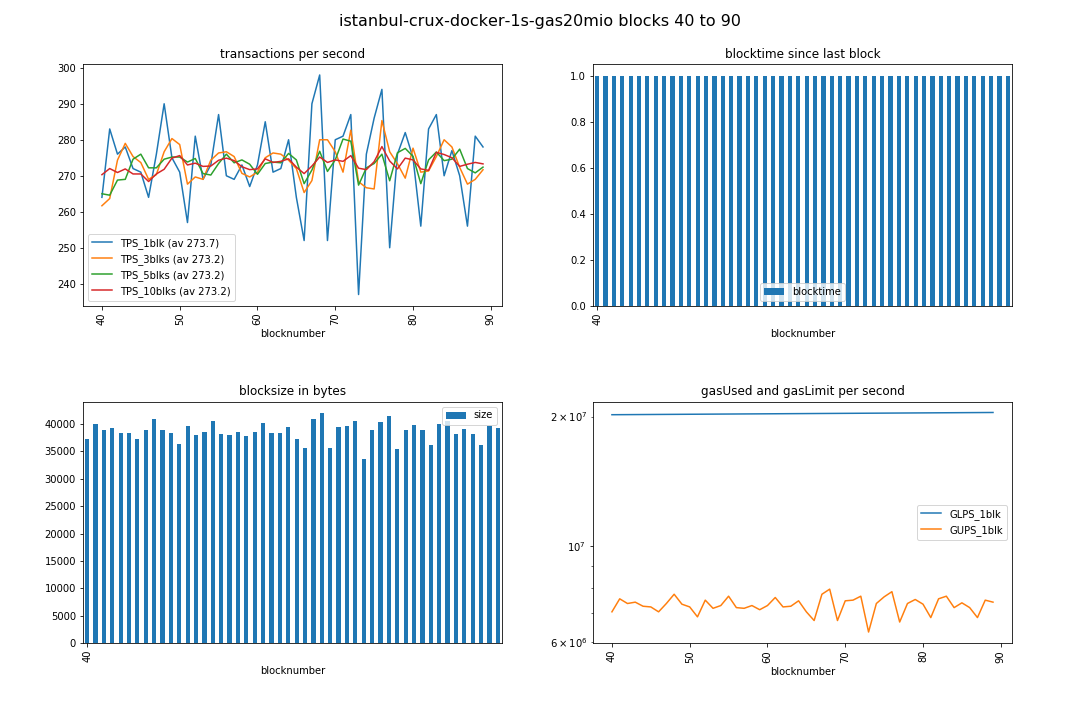 istanbul-crux-docker-1s-gas20mio blocks 40 to 90
transactions per second
300
290
280
270
260
250
240
TPS_1blk (av 273.7)
TPS_3blks (av 273.2)
TPS_5blks (av 273.2)
TPS_10blks (av 273.2)
40
50
60
70
80
90
blocknumber
blocktime since last block
1.0
0.8
0.6
0.4
0.2
0.0
blocktime
40
blocknumber
blocksize in bytes
40000
35000
30000
25000
20000
15000
10000
5000
0
size
40
blocknumber
gasUsed and gasLimit per second
2 × 10⁷
10⁷
6 × 10⁶
GLPS_1blk
GUPS_1blk
40
50
60
70
80
90
blocknumber